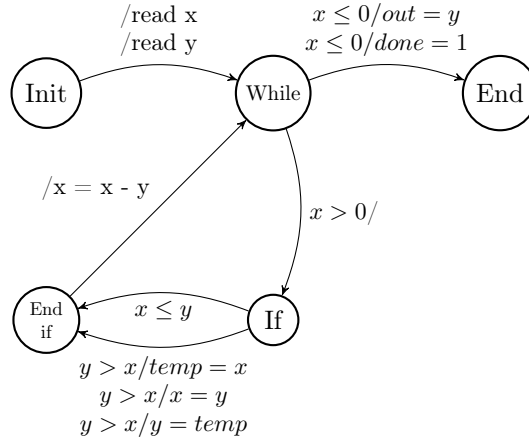 /read x
/read y
x ≤ 0/out = y
x ≤ 0/done = 1
Init
While
End
/x = x - y
x > 0/
End
if
x ≤ y
If
y > x/temp = x
y > x/x = y
y > x/y = temp